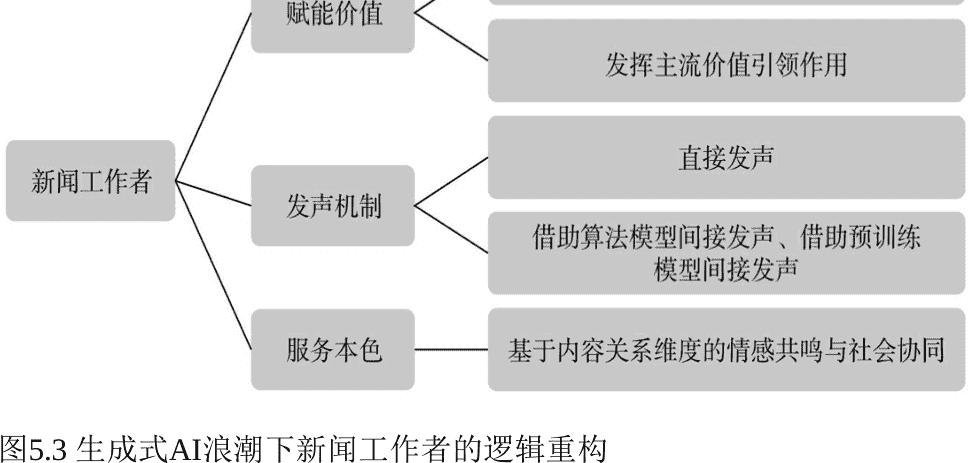 赋能价值
发挥主流价值引领作用
新闻工作者
发声机制
直接发声
借助算法模型间接发声、借助预训练
模型间接发声
服务本色
基于内容关系维度的情感共鸣与社会协同
图5.3 生成式AI浪潮下新闻工作者的逻辑重构